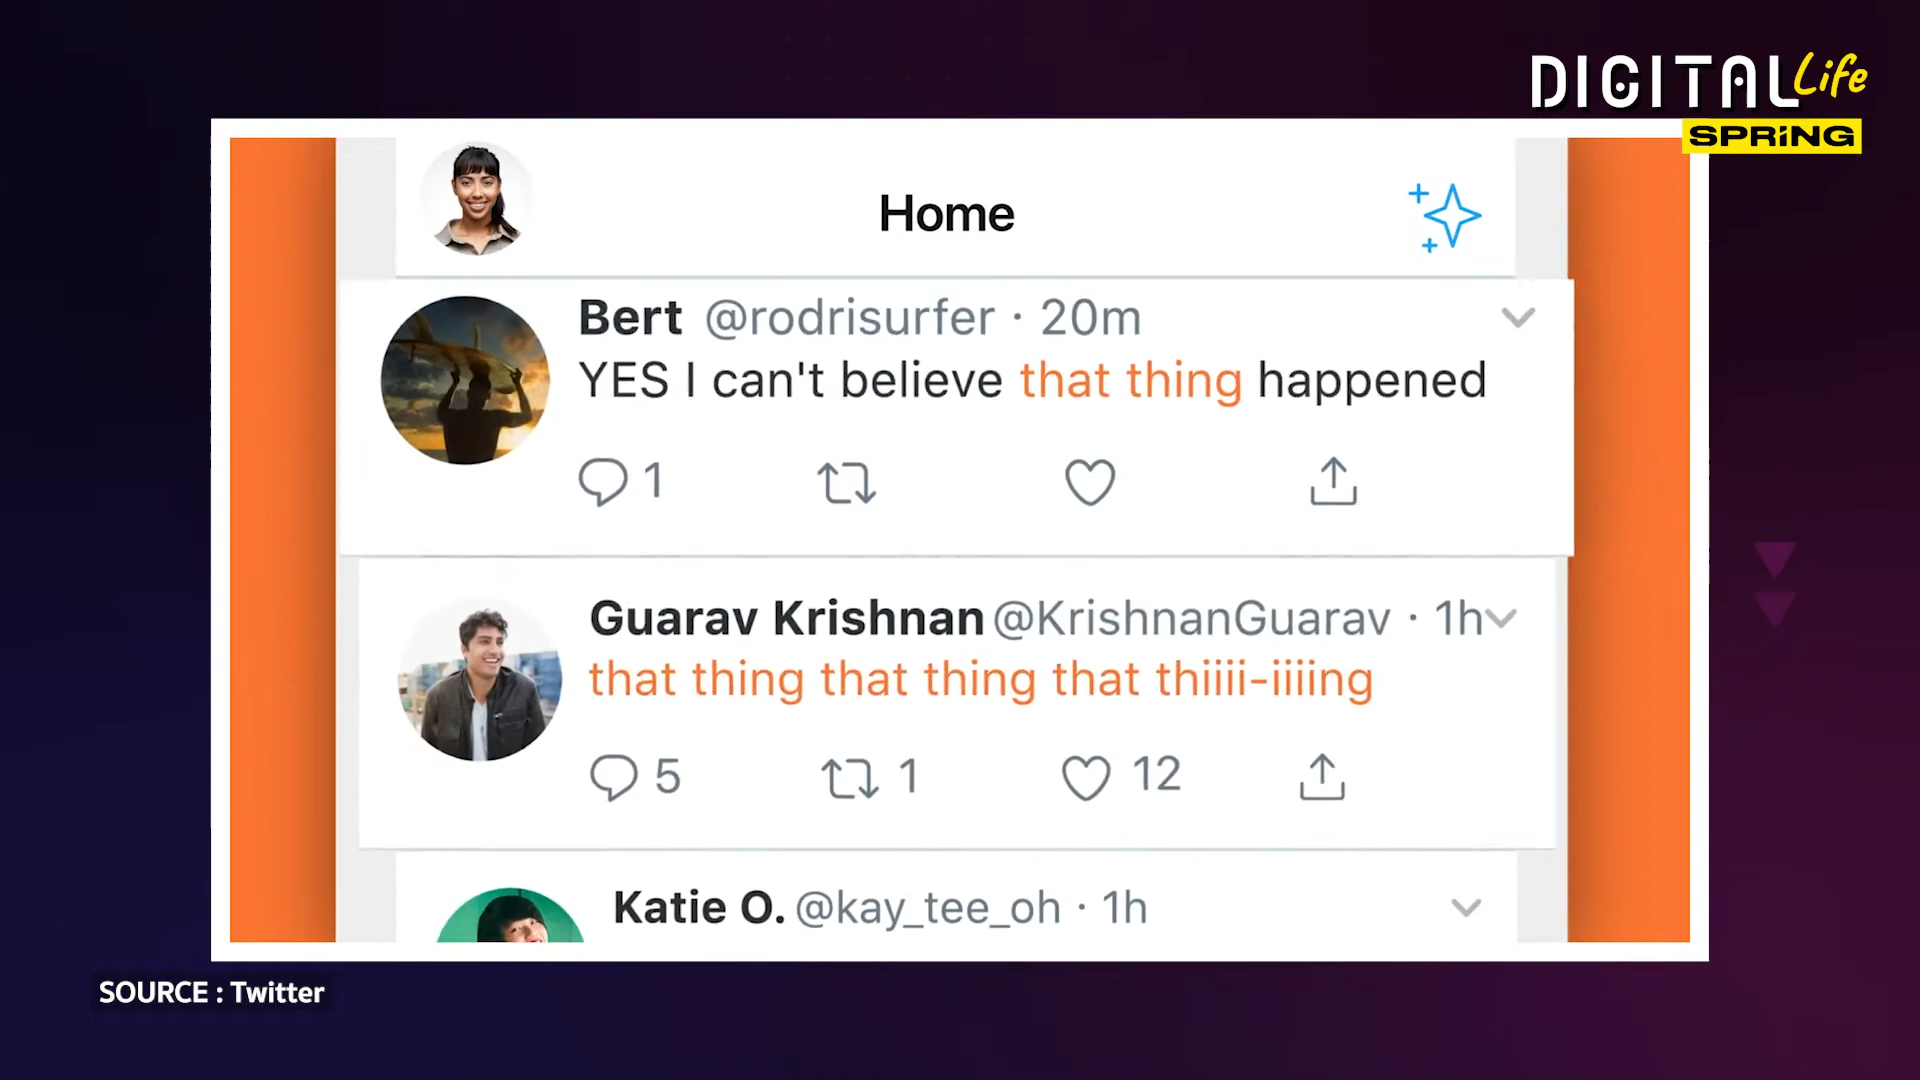 DIGITAL Life
SPRiNG
Home
Bert @rodrisurfer · 20m
YES I can't believe that thing happened
1
Guarav Krishnan @KrishnanGuarav · 1h
that thing that thing that thiiii-iiiing
5 1 12
Katie O. @kay_tee_oh · 1h
SOURCE : Twitter